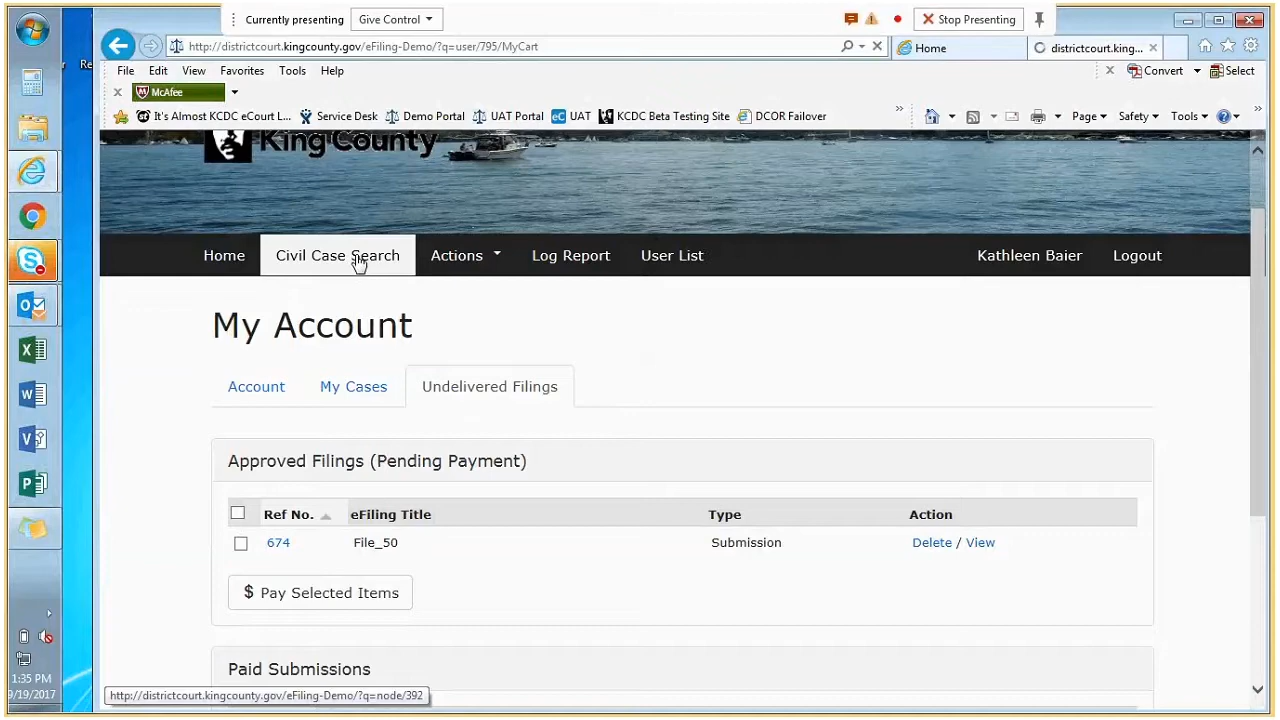 Currently presenting Give Control Stop Presenting
http://districtcourt.kingcounty.gov/eFiling-Demo/?q=user/795/MyCart Home districtcourt.kingcounty.gov...
File Edit View Favorites Tools Help Convert Select
McAfee
It's Almost KCDC eCourt L... Service Desk Demo Portal UAT Portal eC UAT KCDC Beta Testing Site DCOR Failover Page Safety Tools
King County
Home Civil Case Search Actions Log Report User List Kathleen Baier Logout
My Account
Account My Cases Undelivered Filings
Approved Filings (Pending Payment)
Ref No. eFiling Title Type Action
674 File_50 Submission Delete / View
$ Pay Selected Items
Paid Submissions
1:35 PM
9/19/2017
http://districtcourt.kingcounty.gov/eFiling-Demo/?q=node/392